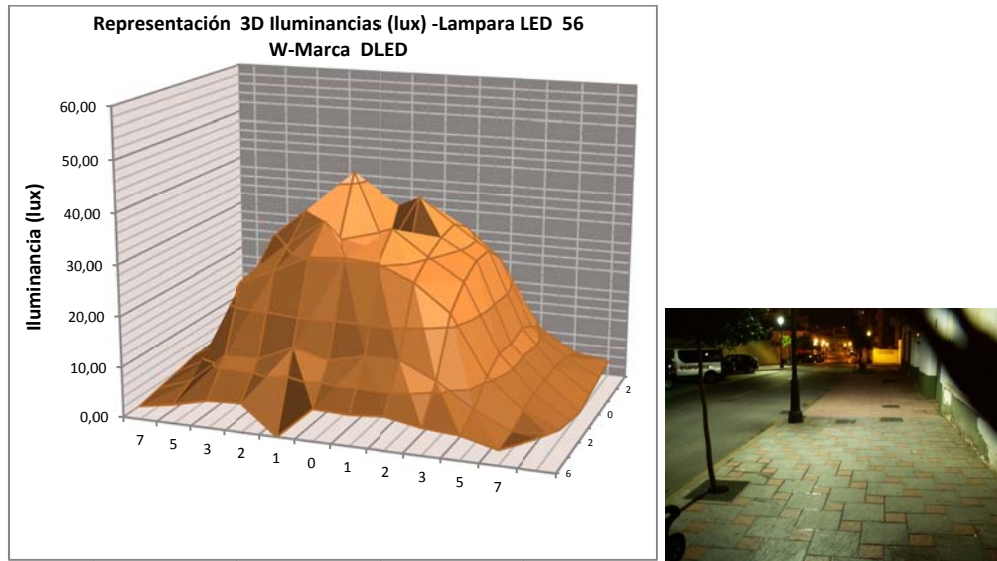 Representación 3D Iluminancias (lux) -Lampara LED 56
W-Marca DLED
60,00
50,00
40,00
30,00
20,00
10,00
0,00
Iluminancia (lux)
7 5 3 2 1 0 1 2 3 5 7
6
2
0
2